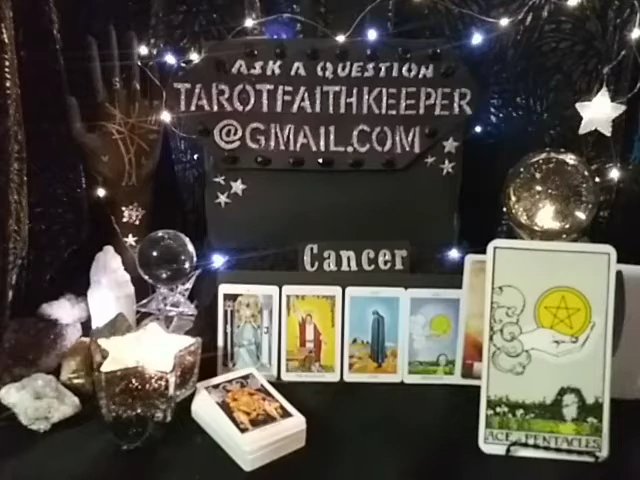 ASK A QUESTION
TAROTFAITHKEEPER
@GMAIL.COM
Cancer
ACE of PENTACLES